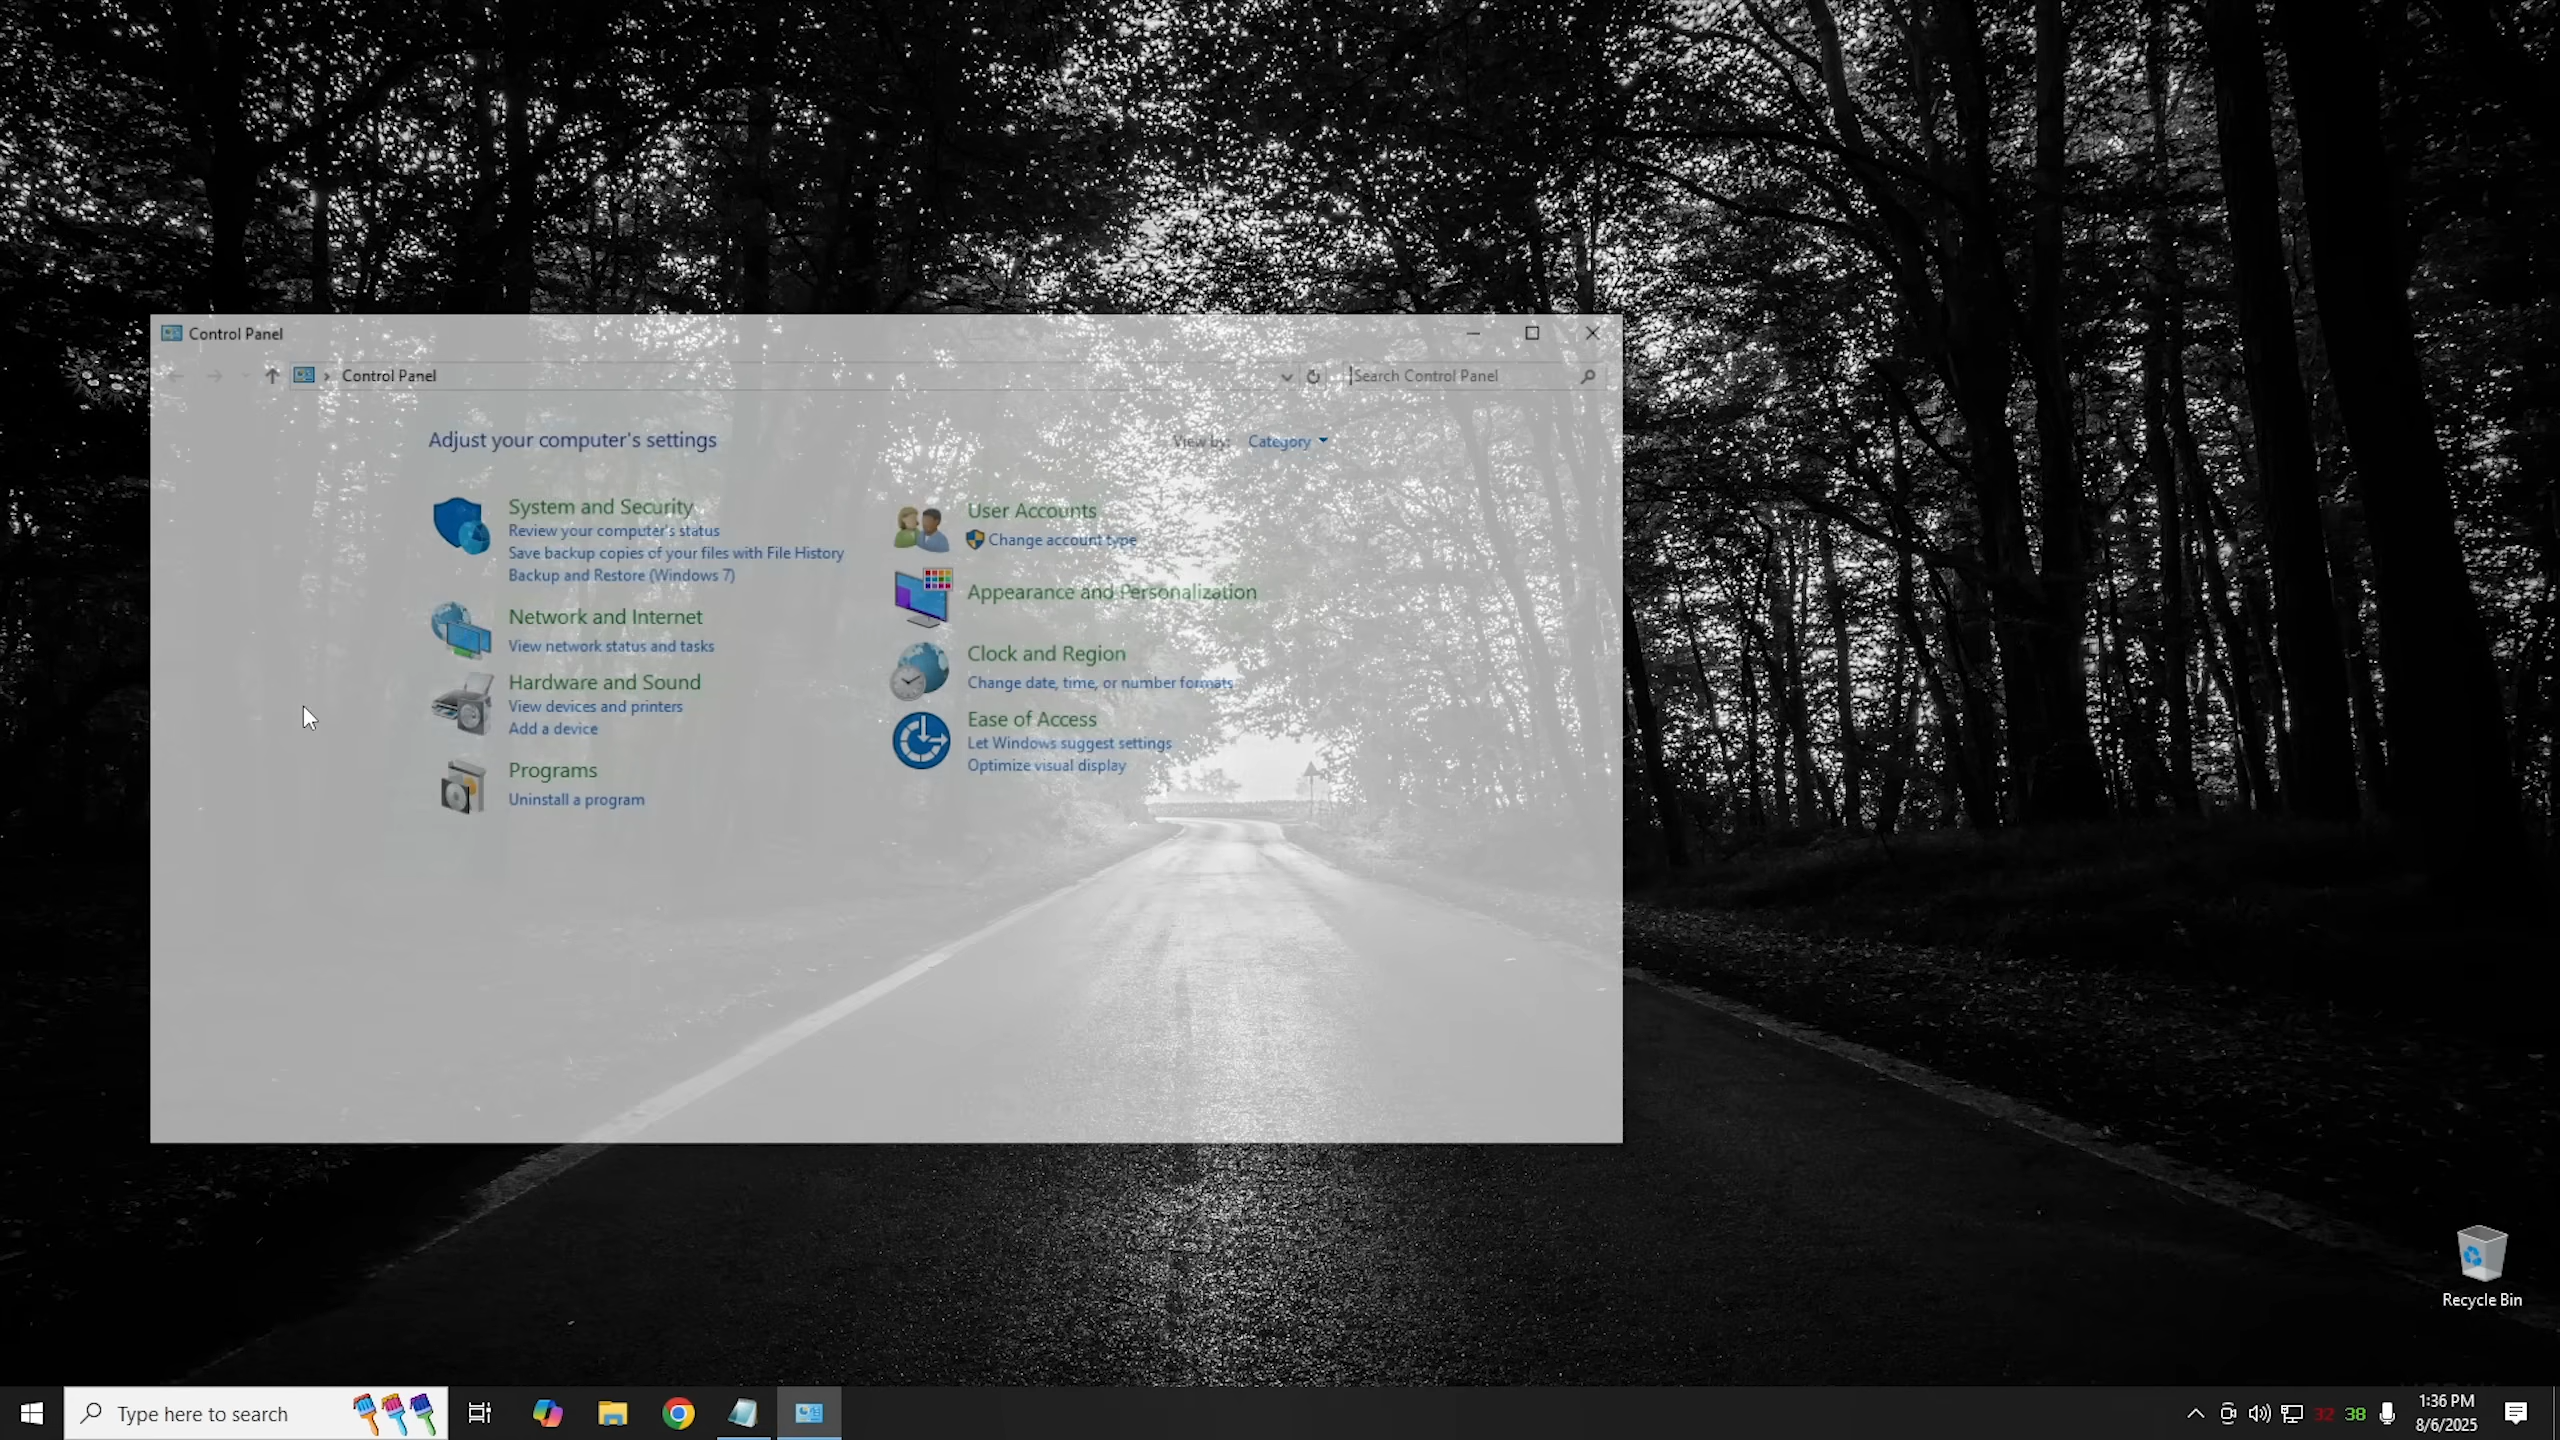 Control Panel
Control Panel
Search Control Panel
Adjust your computer's settings
View by:
Category
System and Security
Review your computer's status
Save backup copies of your files with File History
Backup and Restore (Windows 7)
Network and Internet
View network status and tasks
Hardware and Sound
View devices and printers
Add a device
Programs
Uninstall a program
User Accounts
Change account type
Appearance and Personalization
Clock and Region
Change date, time, or number formats
Ease of Access
Let Windows suggest settings
Optimize visual display
Recycle Bin
Type here to search
32
38
1:36 PM
8/6/2025